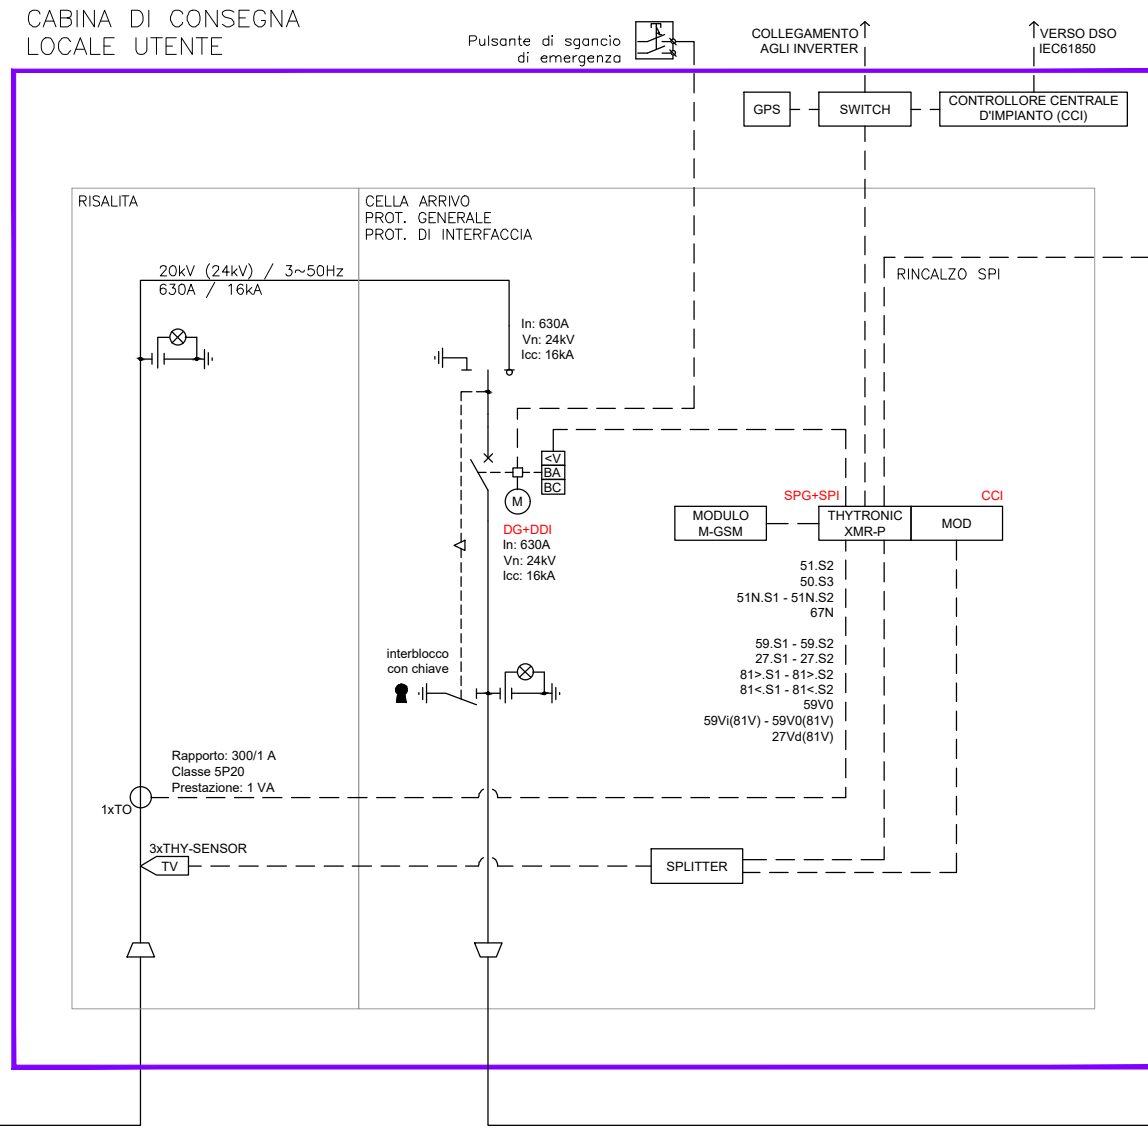 CABINA DI CONSEGNA
LOCALE UTENTE
Pulsante di sgancio
di emergenza
COLLEGAMENTO
AGLI INVERTER
VERSO DSO
IEC61850
GPS
SWITCH
CONTROLLORE CENTRALE
D'IMPIANTO (CCI)
RISALITA
CELLA ARRIVO
PROT. GENERALE
PROT. DI INTERFACCIA
20kV (24kV) / 3~50Hz
630A / 16kA
RINCALZO SPI
In: 630A
Vn: 24kV
Icc: 16kA
<V
BA
BC
M
DG+DDI
In: 630A
Vn: 24kV
Icc: 16kA
SPG+SPI
CCI
MODULO
M-GSM
THYTRONIC
XMR-P
MOD
51.S2
50.S3
51N.S1 - 51N.S2
67N
59.S1 - 59.S2
27.S1 - 27.S2
81>.S1 - 81>.S2
81<.S1 - 81<.S2
59V0
59Vi(81V) - 59V0(81V)
27Vd(81V)
interblocco
con chiave
Rapporto: 300/1 A
Classe 5P20
Prestazione: 1 VA
1xTO
3xTHY-SENSOR
TV
SPLITTER